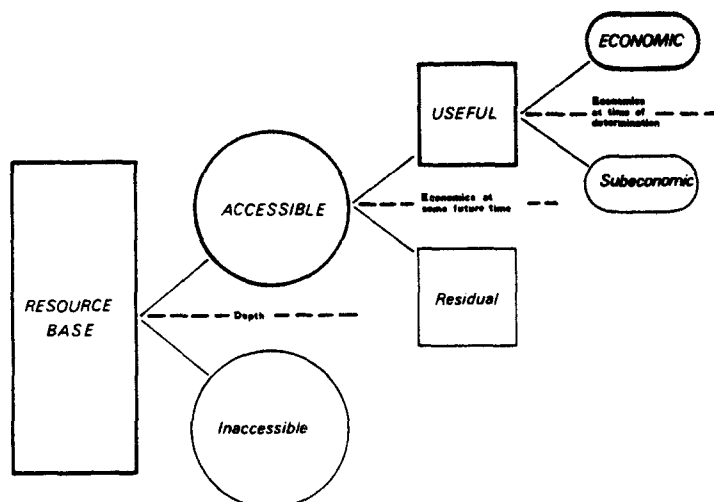 ECONOMIC
Economics
at time of
determination
USEFUL
Subeconomic
Economics at
some future time
ACCESSIBLE
Residual
RESOURCE
BASE
Depth
Inaccessible